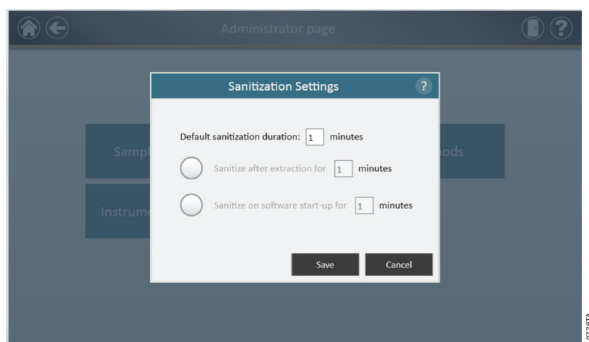 Administrator page
?
Sanitization Settings
?
Default sanitization duration: 1 minutes
Sanitize after extraction for 1 minutes
Sanitize on software start-up for 1 minutes
Save Cancel
Sampl
ods
Instrume